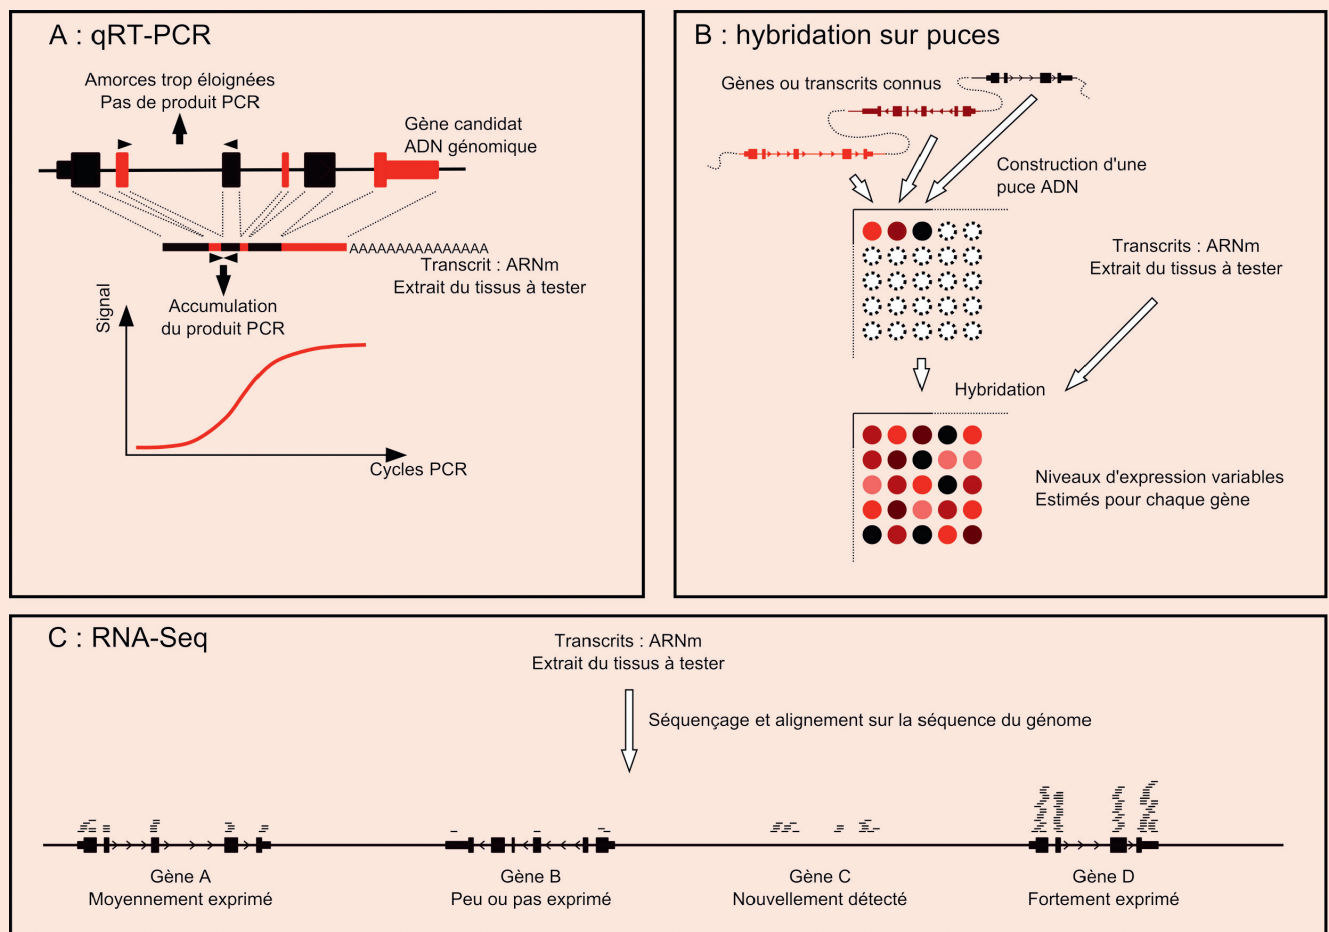 A : qRT-PCR
Amorces trop éloignées
Pas de produit PCR
Gène candidat
ADN génomique
AAAAAAAAAAAAAAA
Transcrit : ARNm
Extrait du tissus à tester
Accumulation
du produit PCR
Signal
Cycles PCR
B : hybridation sur puces
Gènes ou transcrits connus
Construction d'une
puce ADN
Transcrits : ARNm
Extrait du tissus à tester
Hybridation
Niveaux d'expression variables
Estimés pour chaque gène
C : RNA-Seq
Transcrits : ARNm
Extrait du tissus à tester
Séquençage et alignement sur la séquence du génome
Gène A
Moyennement exprimé
Gène B
Peu ou pas exprimé
Gène C
Nouvellement détecté
Gène D
Fortement exprimé